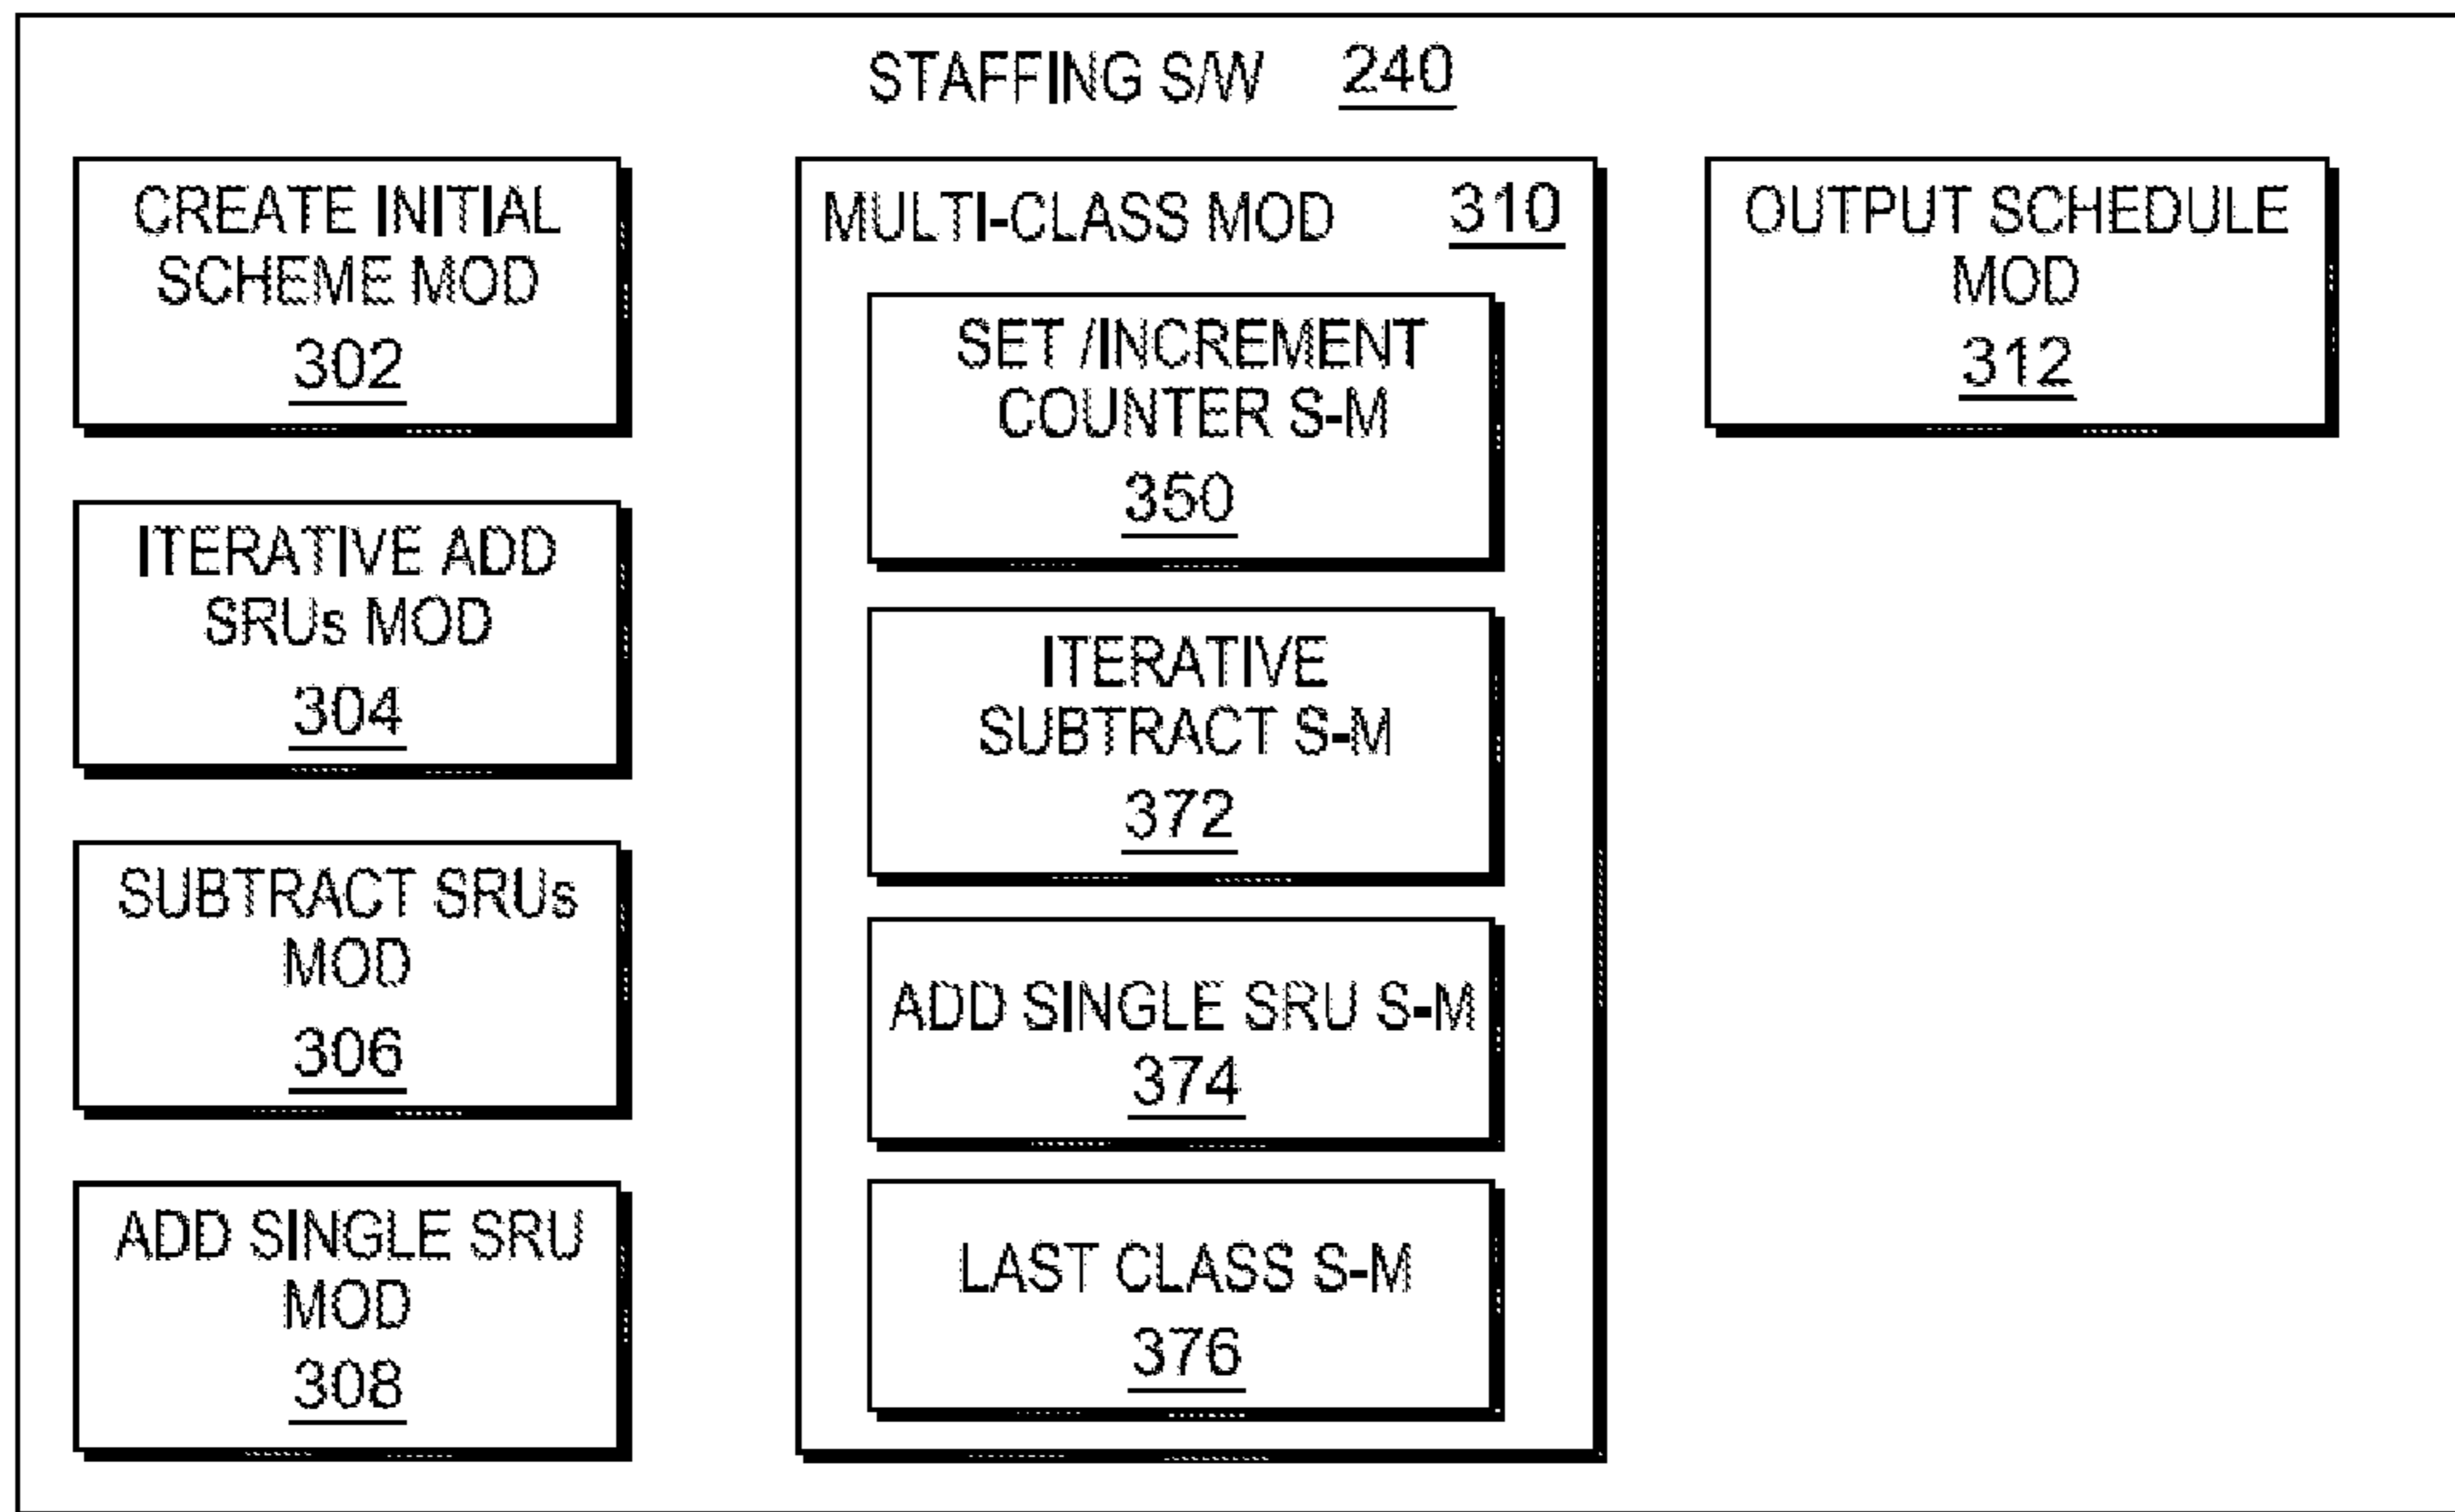 STAFFING S/W 240
CREATE INITIAL
SCHEME MOD
302
ITERATIVE ADD
SRUs MOD
304
SUBTRACT SRUs
MOD
306
ADD SINGLE SRU
MOD
308
MULTI-CLASS MOD 310
SET /INCREMENT
COUNTER S-M
350
ITERATIVE
SUBTRACT S-M
372
ADD SINGLE SRU S-M
374
LAST CLASS S-M
376
OUTPUT SCHEDULE
MOD
312